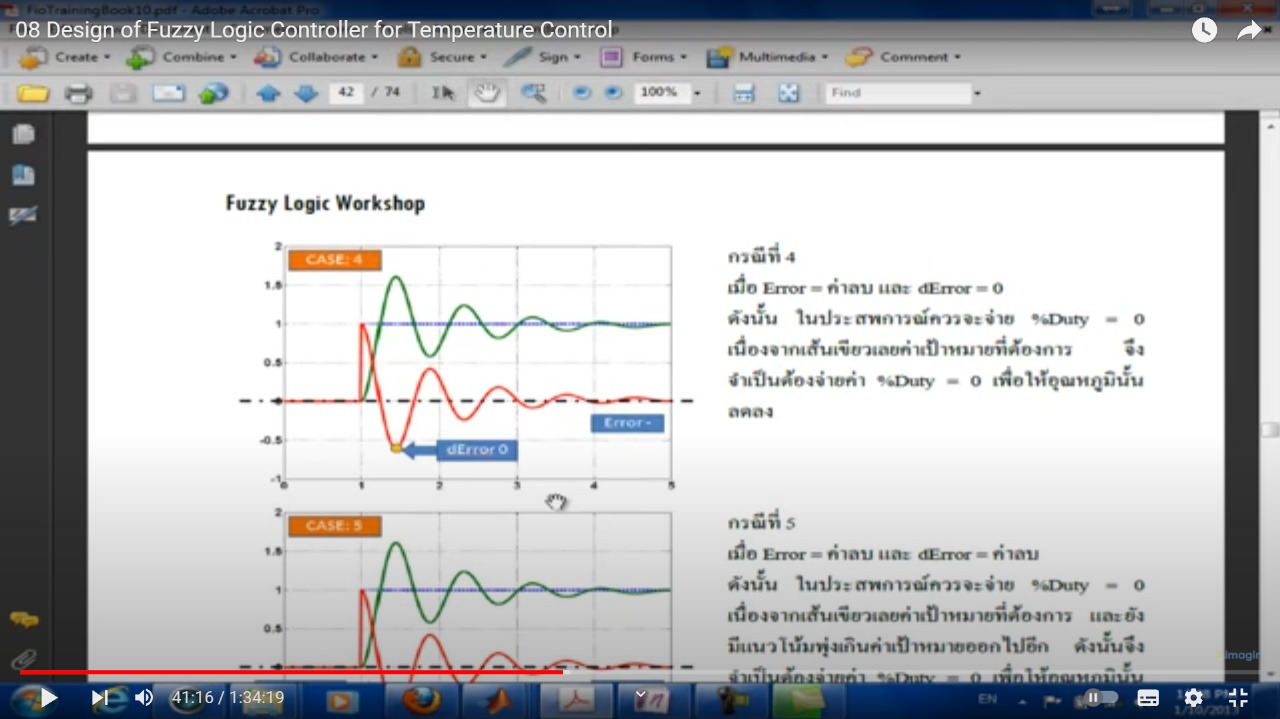 FioTrainingBook10.pdf - Adobe Acrobat Pro
08 Design of Fuzzy Logic Controller for Temperature Control
Create Combine Collaborate Secure Sign Forms Multimedia Comment
42 / 74 100% Find
Fuzzy Logic Workshop
CASE: 4
2
1.5
1
0.5
-0.5
-1
0 1 2 3 4 5
Error -
dError 0
กรณีที่ 4
เมื่อ Error = ค่าลบ และ dError = 0
ดังนั้น ในประสพการณ์ควรจะจ่าย %Duty = 0
เนื่องจากเส้นเขียวเลยค่าเป้าหมายที่ต้องการ จึง
จำเป็นต้องจ่ายค่า %Duty = 0 เพื่อให้อุณหภูมินั้น
ลดลง
CASE: 5
2
1.5
1
0.5
กรณีที่ 5
เมื่อ Error = ค่าลบ และ dError = ค่าลบ
ดังนั้น ในประสพการณ์ควรจะจ่าย %Duty = 0
เนื่องจากเส้นเขียวเลยค่าเป้าหมายที่ต้องการ และยัง
มีแนวโน้มพุ่งเกินค่าเป้าหมายออกไปอีก ดังนั้นจึง
จำเป็นต้องจ่ายค่า %Duty = 0 เพื่อให้อุณหภูมินั้น
41:16 / 1:34:19
EN